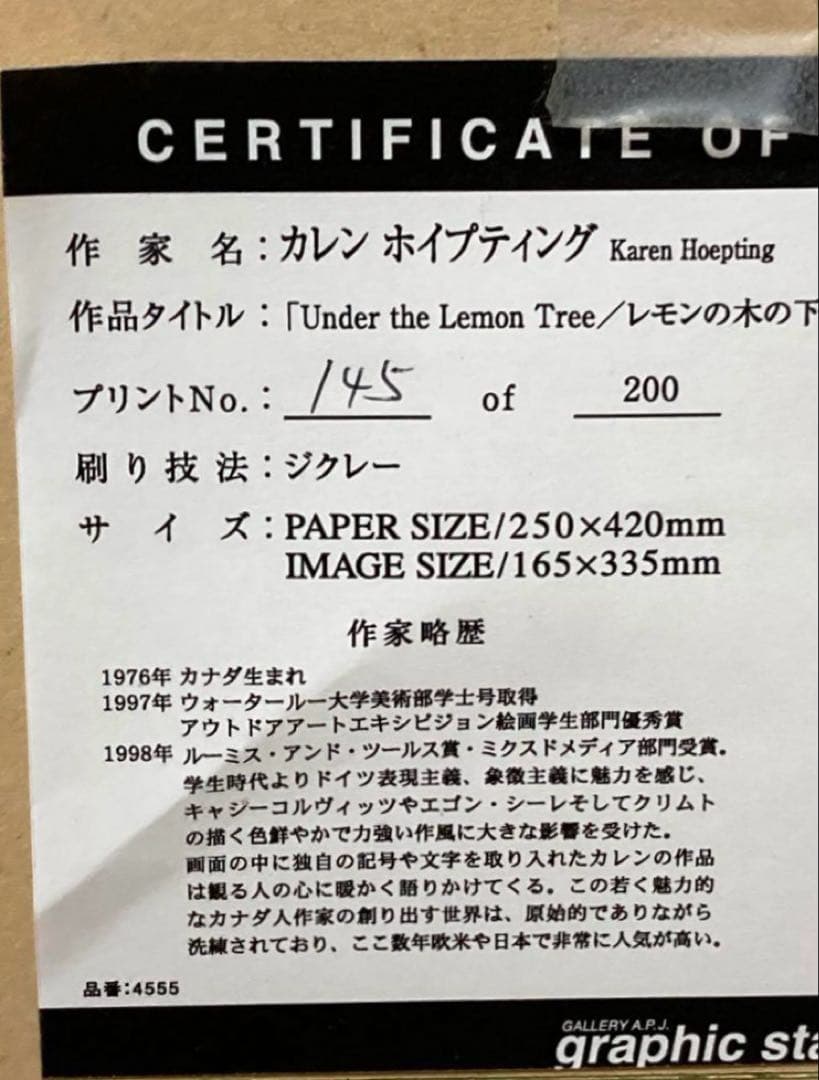 CERTIFICATE OF
作家名：カレン ホイプティング Karen Hoepting
作品タイトル：「Under the Lemon Tree／レモンの木の下
プリントNo.：145 of 200
刷り技法：ジクレー
サイズ：PAPER SIZE/250×420mm
IMAGE SIZE/165×335mm
作家略歴
1976年 カナダ生まれ
1997年 ウォータールー大学美術部学士号取得
アウトドアアートエキシビジョン絵画学生部門優秀賞
1998年 ルーミス・アンド・ツールス賞・ミクスドメディア部門受賞。
学生時代よりドイツ表現主義、象徴主義に魅力を感じ、
キャシーコルヴィッツやエゴン・シーレそしてクリムト
の描く色鮮やかで力強い作風に大きな影響を受けた。
画面の中に独自の記号や文字を取り入れたカレンの作品
は観る人の心に暖かく語りかけてくる。この若く魅力的
なカナダ人作家の創り出す世界は、原始的でありながら
洗練されており、ここ数年欧米や日本で非常に人気が高い。
品番：4555
GALLERY A.P.J.
graphic sta